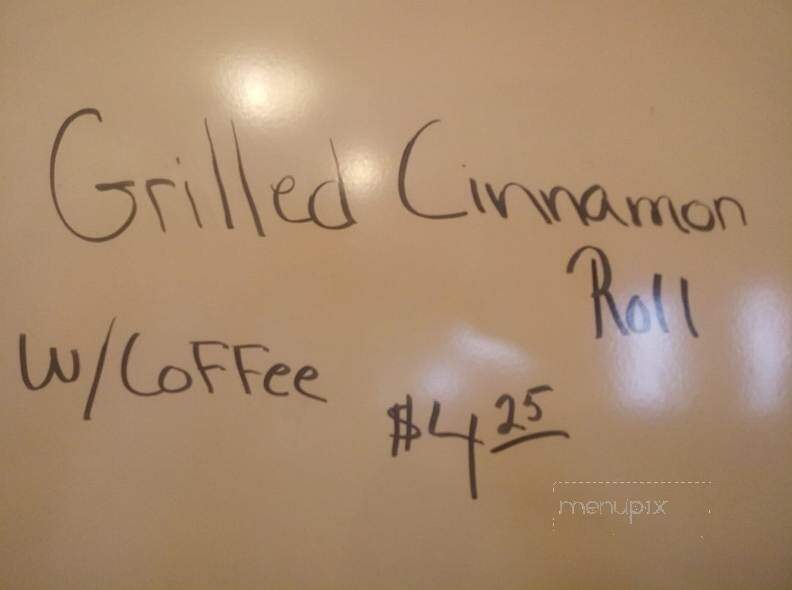 Grilled Cinnamon
Roll
W/CoFFee
$4 25
menupix